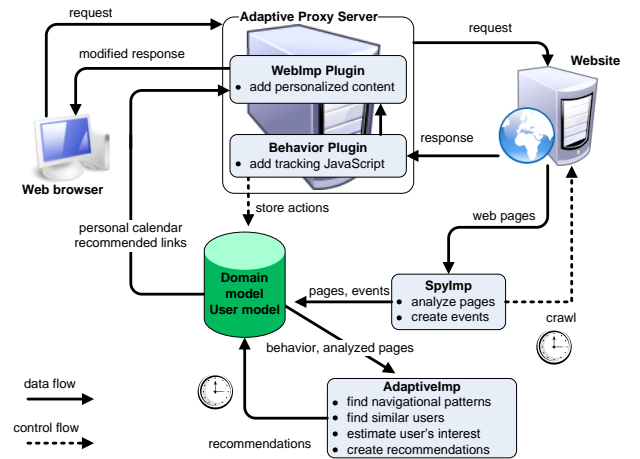 Adaptive Proxy Server
request
request
modified response
Website
WebImp Plugin
• add personalized content
Behavior Plugin
• add tracking JavaScript
response
Web browser
store actions
web pages
personal calendar
recommended links
Domain
model
User model
pages, events
SpyImp
• analyze pages
• create events
crawl
behavior, analyzed pages
data flow
AdaptiveImp
• find navigational patterns
• find similar users
• estimate user's interest
• create recommendations
control flow
recommendations